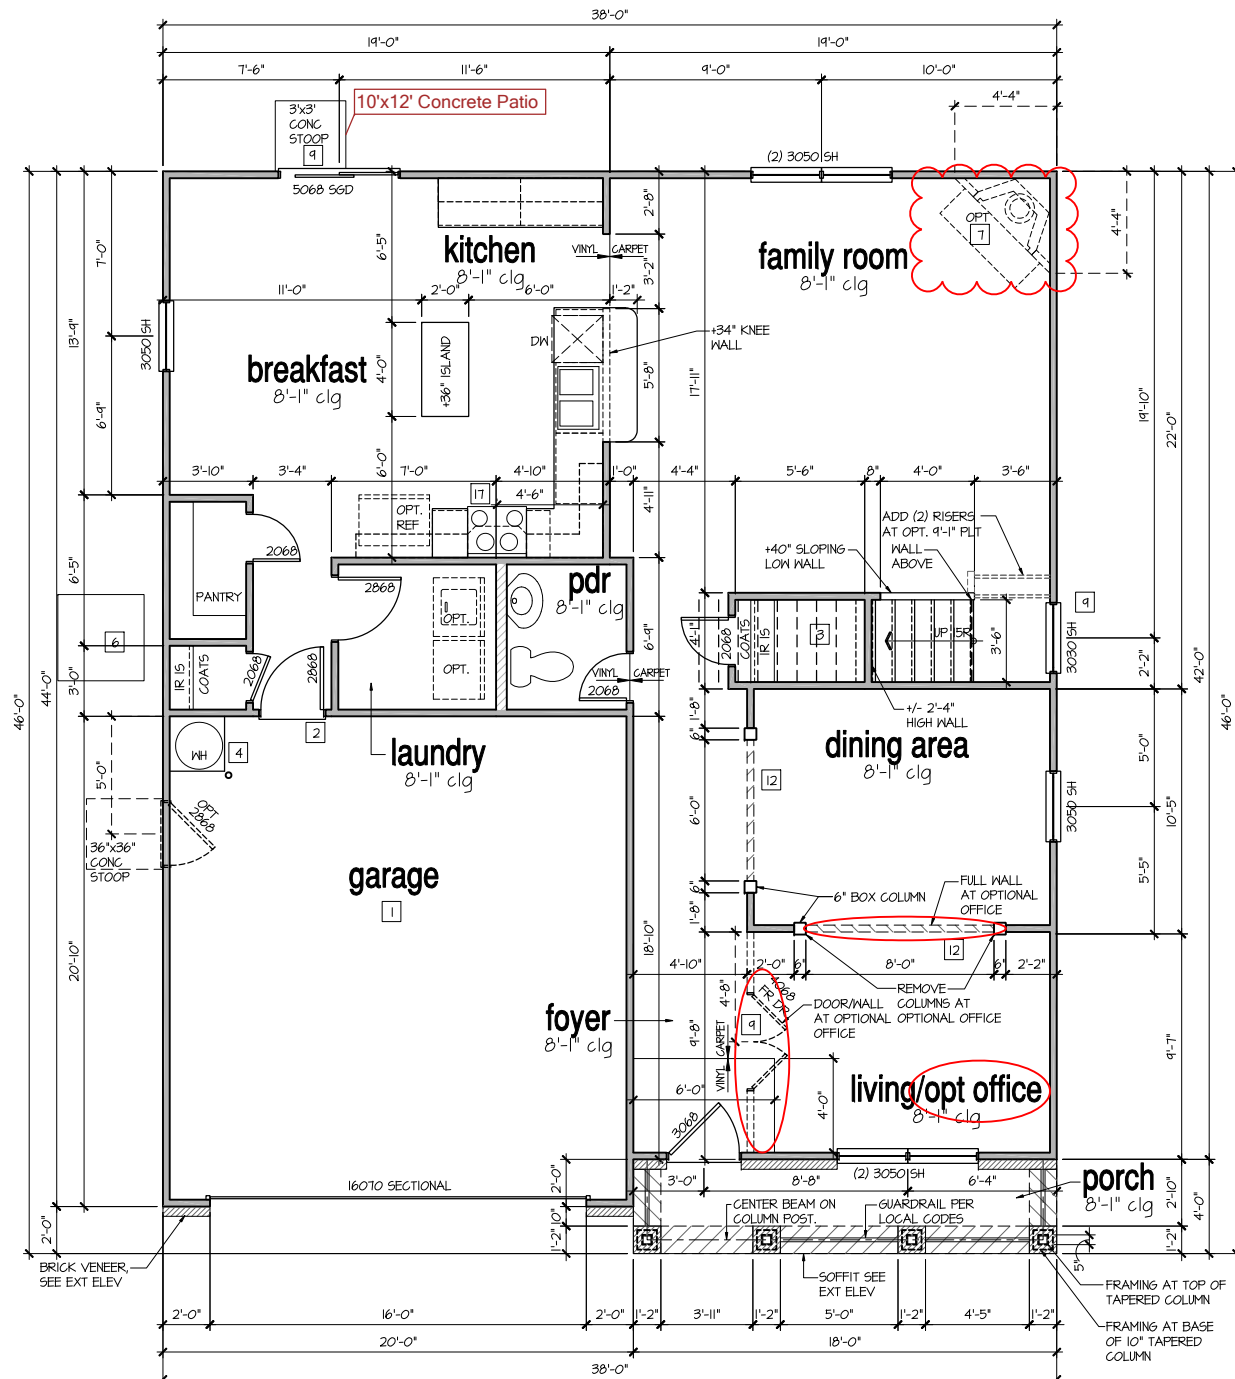 38'-0"
19'-0"
19'-0"
7'-6"
11'-6"
9'-0"
10'-0"
4'-4"
10'x12' Concrete Patio
3'x3'
CONC
STOOP
9
5068 SGD
(2) 3050 SH
OPT
7
4'-4"
kitchen
8'-1" clg
VINYL
CARPET
family room
8'-1" clg
2'-8"
3'-2"
7'-0"
6'-5"
11'-0"
2'-0"
6'-0"
1'-2"
13'-9"
3050 SH
DW
+34" KNEE
WALL
+36" ISLAND
4'-0"
5'-8"
17'-11"
breakfast
8'-1" clg
6'-9"
19'-10"
22'-0"
3'-10"
3'-4"
7'-0"
4'-10"
1'-0"
4'-4"
5'-6"
8"
4'-0"
3'-6"
6'-0"
17
4'-6"
4'-11"
OPT.
REF
ADD (2) RISERS
AT OPT. 9'-1" PLT
WALL
ABOVE
+40" SLOPING
LOW WALL
2068
2868
6'-5"
PANTRY
pdr
8'-1" clg
OPT.
OPT.
6
6'-9"
4'-1"
2068
COATS
1R 1S
3
UP 15R
3'-6"
9
3030 SH
2'-2"
3'-0"
1R 1S
COATS
2068
2868
VINYL
CARPET
2068
46'-0"
44'-0"
42'-0"
46'-0"
+/- 2'-4"
HIGH WALL
1'-8"
6"
2
WH
4
laundry
8'-1" clg
dining area
8'-1" clg
5'-0"
12
5'-0"
3050 SH
6'-0"
10'-5"
OPT
2868
36"x36"
CONC
STOOP
5'-5"
garage
1
6"
1'-8"
6" BOX COLUMN
FULL WALL
AT OPTIONAL
OFFICE
12
18'-10"
20'-10"
4'-10"
2'-0"
6"
8'-0"
6"
2'-2"
4'-8"
4068
FR DR
REMOVE
COLUMNS AT
OPTIONAL OFFICE
DOOR/WALL
AT OPTIONAL
OFFICE
9
foyer
8'-1" clg
9'-8"
VINYL
CARPET
9'-7"
6'-0"
4'-0"
living/opt office
8'-1" clg
3068
(2) 3050 SH
16070 SECTIONAL
2'-0"
10"
1'-2"
3'-0"
8'-8"
6'-4"
porch
8'-1" clg
2'-10"
4'-0"
1'-2"
CENTER BEAM ON
COLUMN POST.
GUARDRAIL PER
LOCAL CODES
2'-0"
BRICK VENEER,
SEE EXT ELEV
SOFFIT SEE
EXT ELEV
5"
FRAMING AT TOP OF
TAPERED COLUMN
FRAMING AT BASE
OF 10" TAPERED
COLUMN
2'-0"
16'-0"
2'-0"
1'-2"
3'-11"
1'-2"
5'-0"
1'-2"
4'-5"
1'-2"
20'-0"
18'-0"
38'-0"